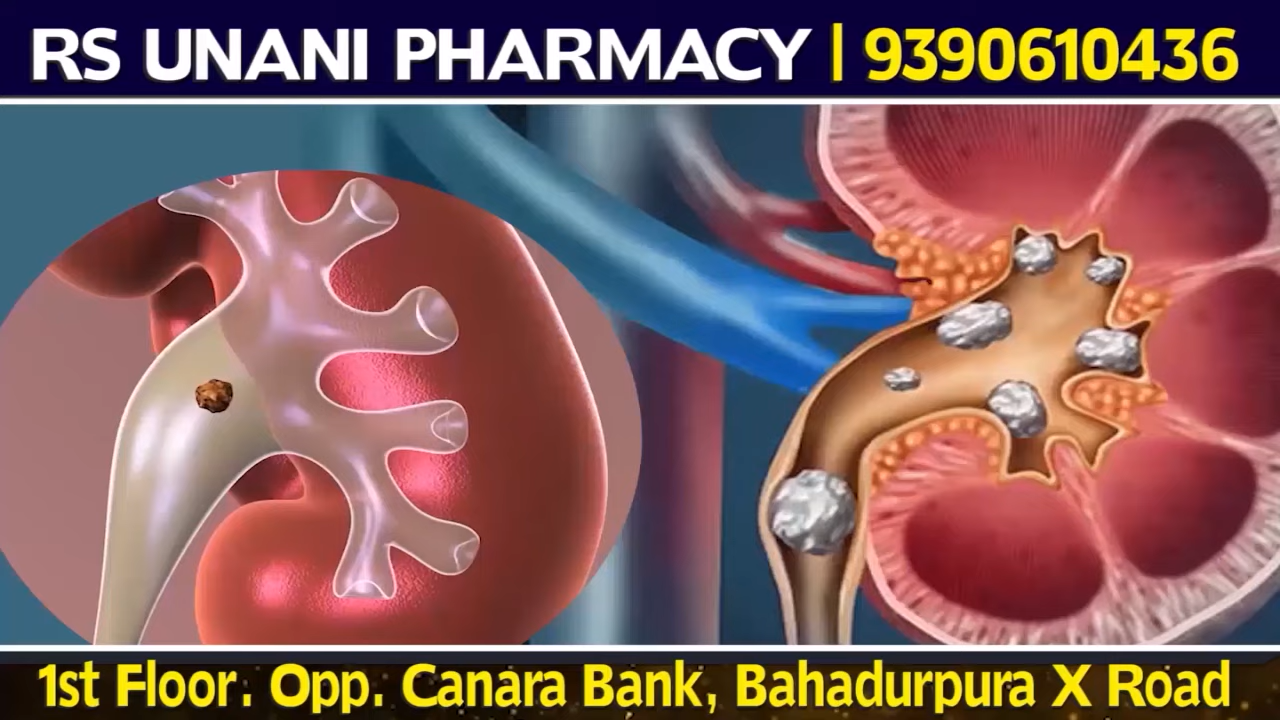 RS UNANI PHARMACY | 9390610436
1st Floor. Opp. Canara Bank, Bahadurpura X Road